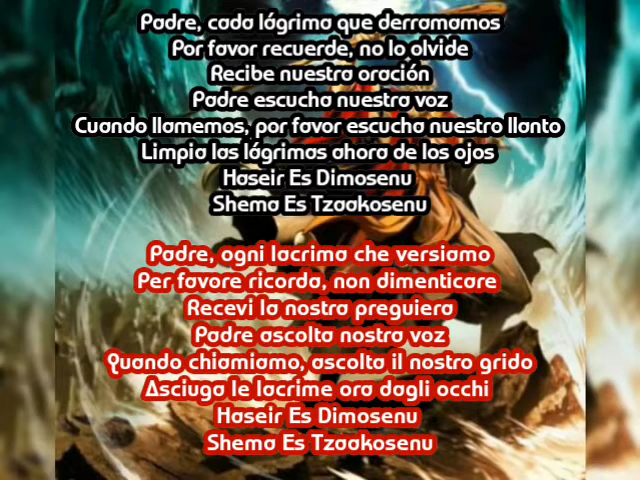 Padre, cada lágrima que derramamos
Por favor recuerde, no lo olvide
Recibe nuestra oración
Padre escucha nuestra voz
Cuando llamemos, por favor escucha nuestro llanto
Limpia las lágrimas ahora de los ojos
Haseir Es Dimosenu
Shema Es Tzaakosenu
Padre, ogni lacrima che versiamo
Per favore ricorda, non dimenticare
Recevi la nostra preguiera
Padre ascolta nostra voz
Quando chiamiamo, ascolta il nostro grido
Asciuga le lacrime ora dagli occhi
Haseir Es Dimosenu
Shema Es Tzaakosenu